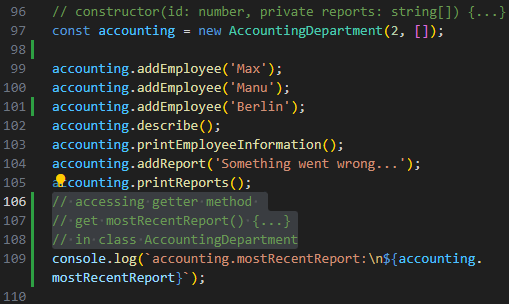 96 // constructor(id: number, private reports: string[]) {...}
97 const accounting = new AccountingDepartment(2, []);
98
99 accounting.addEmployee('Max');
100 accounting.addEmployee('Manu');
101 accounting.addEmployee('Berlin');
102 accounting.describe();
103 accounting.printEmployeeInformation();
104 accounting.addReport('Something went wrong...');
105 accounting.printReports();
106 // accessing getter method
107 // get mostRecentReport() {...}
108 // in class AccountingDepartment
109 console.log(`accounting.mostRecentReport:\n${accounting.
mostRecentReport}`);
110